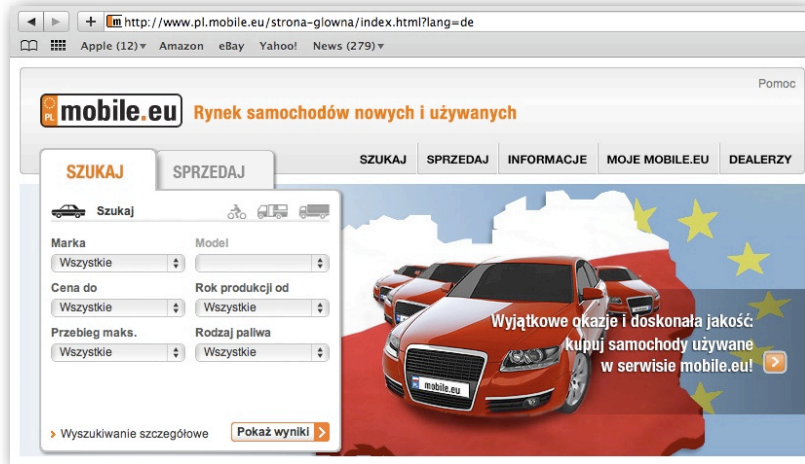 http://www.pl.mobile.eu/strona-glowna/index.html?lang=de
Apple (12) Amazon eBay Yahoo! News (279)
Pomoc
PL mobile.eu Rynek samochodów nowych i używanych
SZUKAJ SPRZEDAJ INFORMACJE MOJE MOBILE.EU DEALERZY
SZUKAJ SPRZEDAJ
Szukaj
Marka Model
Wszystkie
Cena do Rok produkcji od
Wszystkie Wszystkie
Przebieg maks. Rodzaj paliwa
Wszystkie Wszystkie
Wyszukiwanie szczegółowe Pokaż wyniki
Wyjątkowe okazje i doskonała jakość:
kupuj samochody używane
w serwisie mobile.eu!
mobile.eu